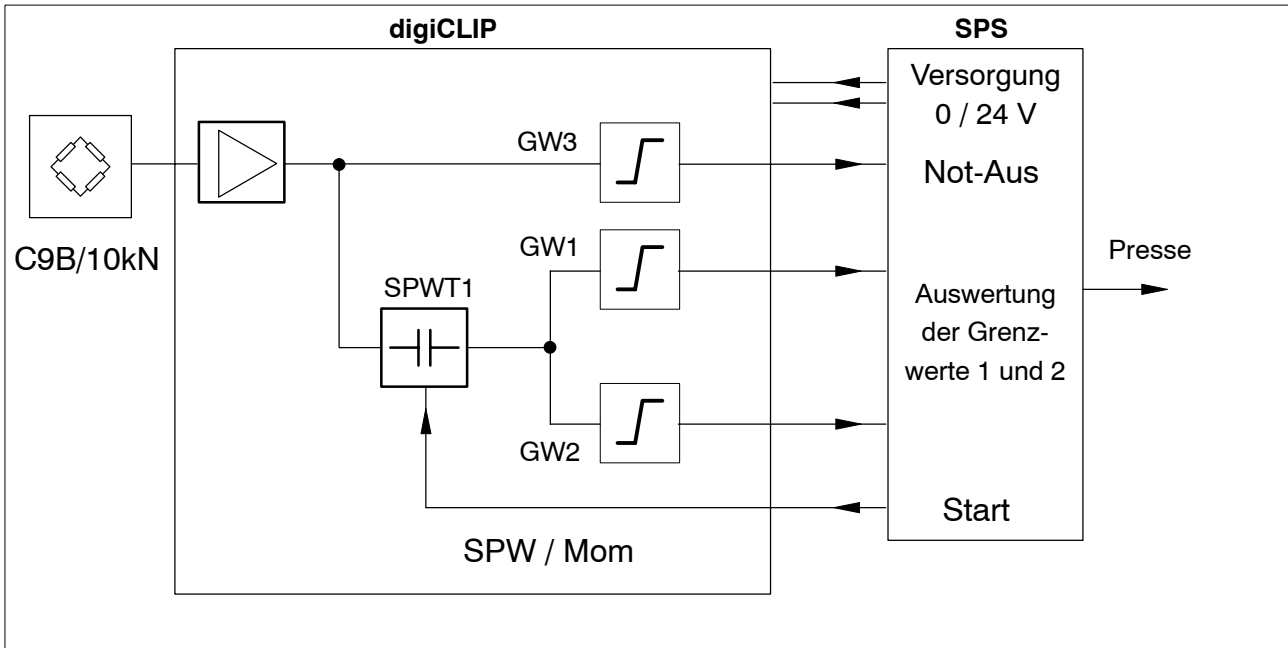 digiCLIP
SPS
Versorgung
0 / 24 V
GW3
Not-Aus
C9B/10kN
GW1
Presse
SPWT1
Auswertung
der Grenz-
werte 1 und 2
GW2
Start
SPW / Mom